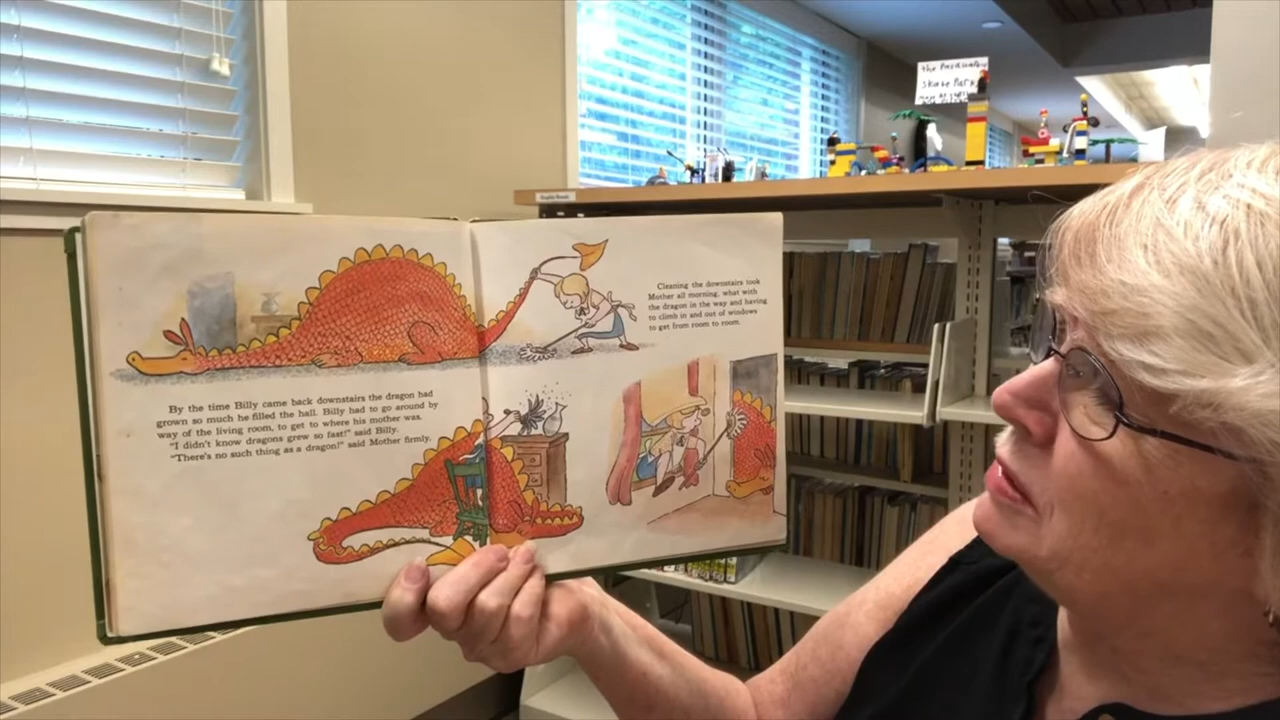 the
Skate Park
By the time Billy came back downstairs the dragon had
grown so much he filled the hall. Billy had to go around by
way of the living room, to get to where his mother was.
"I didn't know dragons grew so fast!" said Billy.
"There's no such thing as a dragon!" said Mother firmly.
Cleaning the downstairs took
Mother all morning, what with
the dragon in the way and having
to climb in and out of windows
to get from room to room.